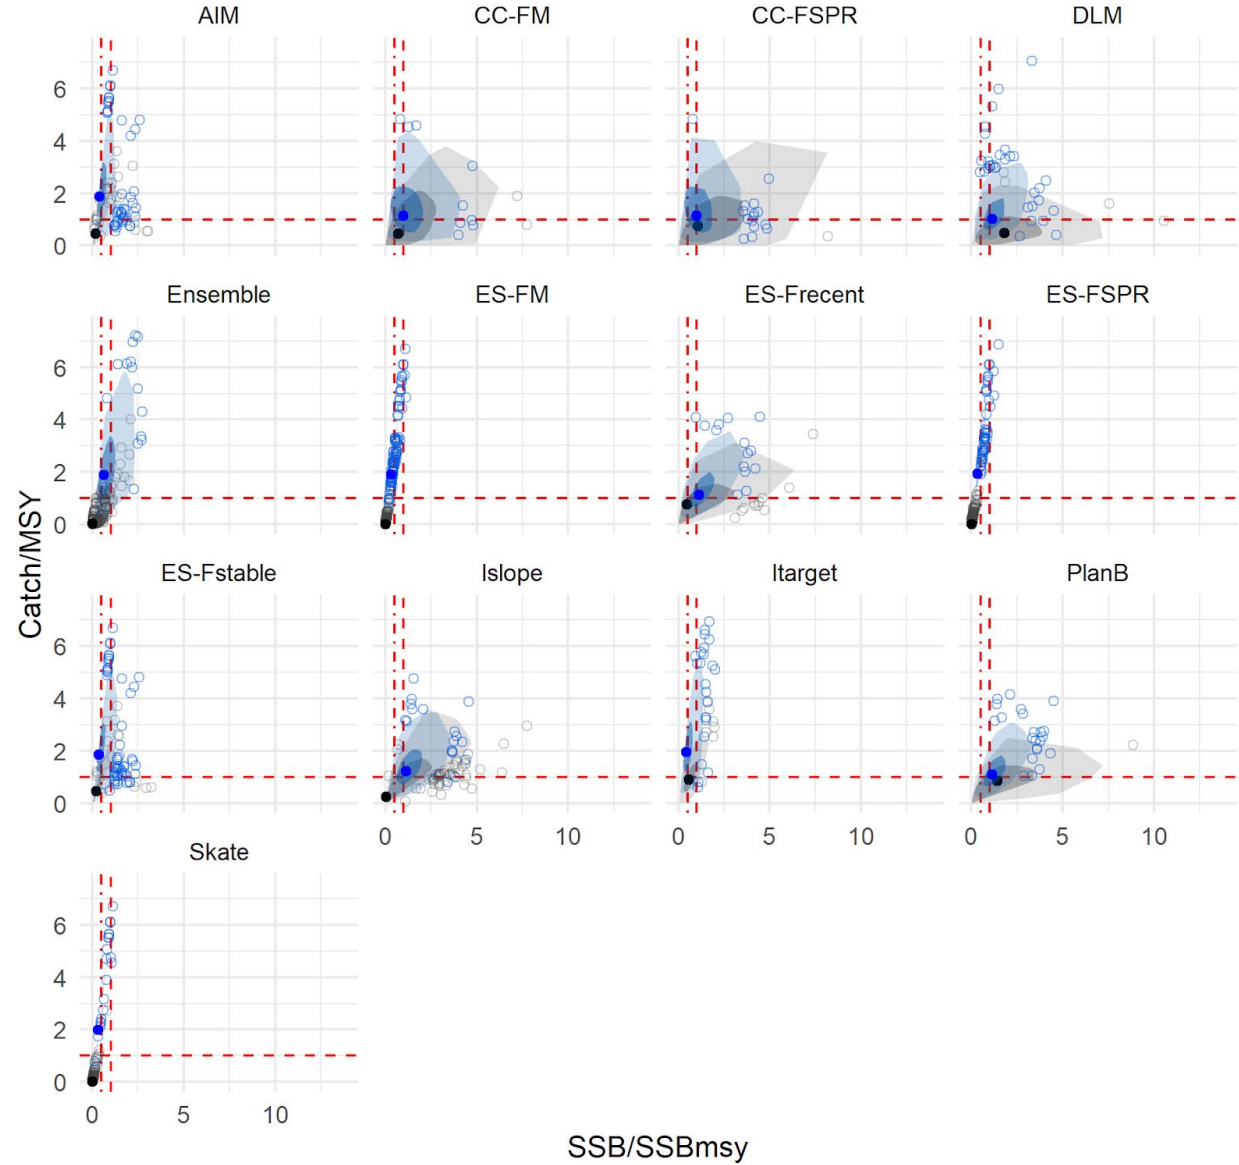 AIM CC-FM CC-FSPR DLM
6
4
2
0
Ensemble ES-FM ES-Frecent ES-FSPR
6
4
2
0
ES-Fstable Islope Itarget PlanB
6
4
2
0
0 5 10 0 5 10 0 5 10
Skate
6
4
2
0
0 5 10
Catch/MSY
SSB/SSBmsy